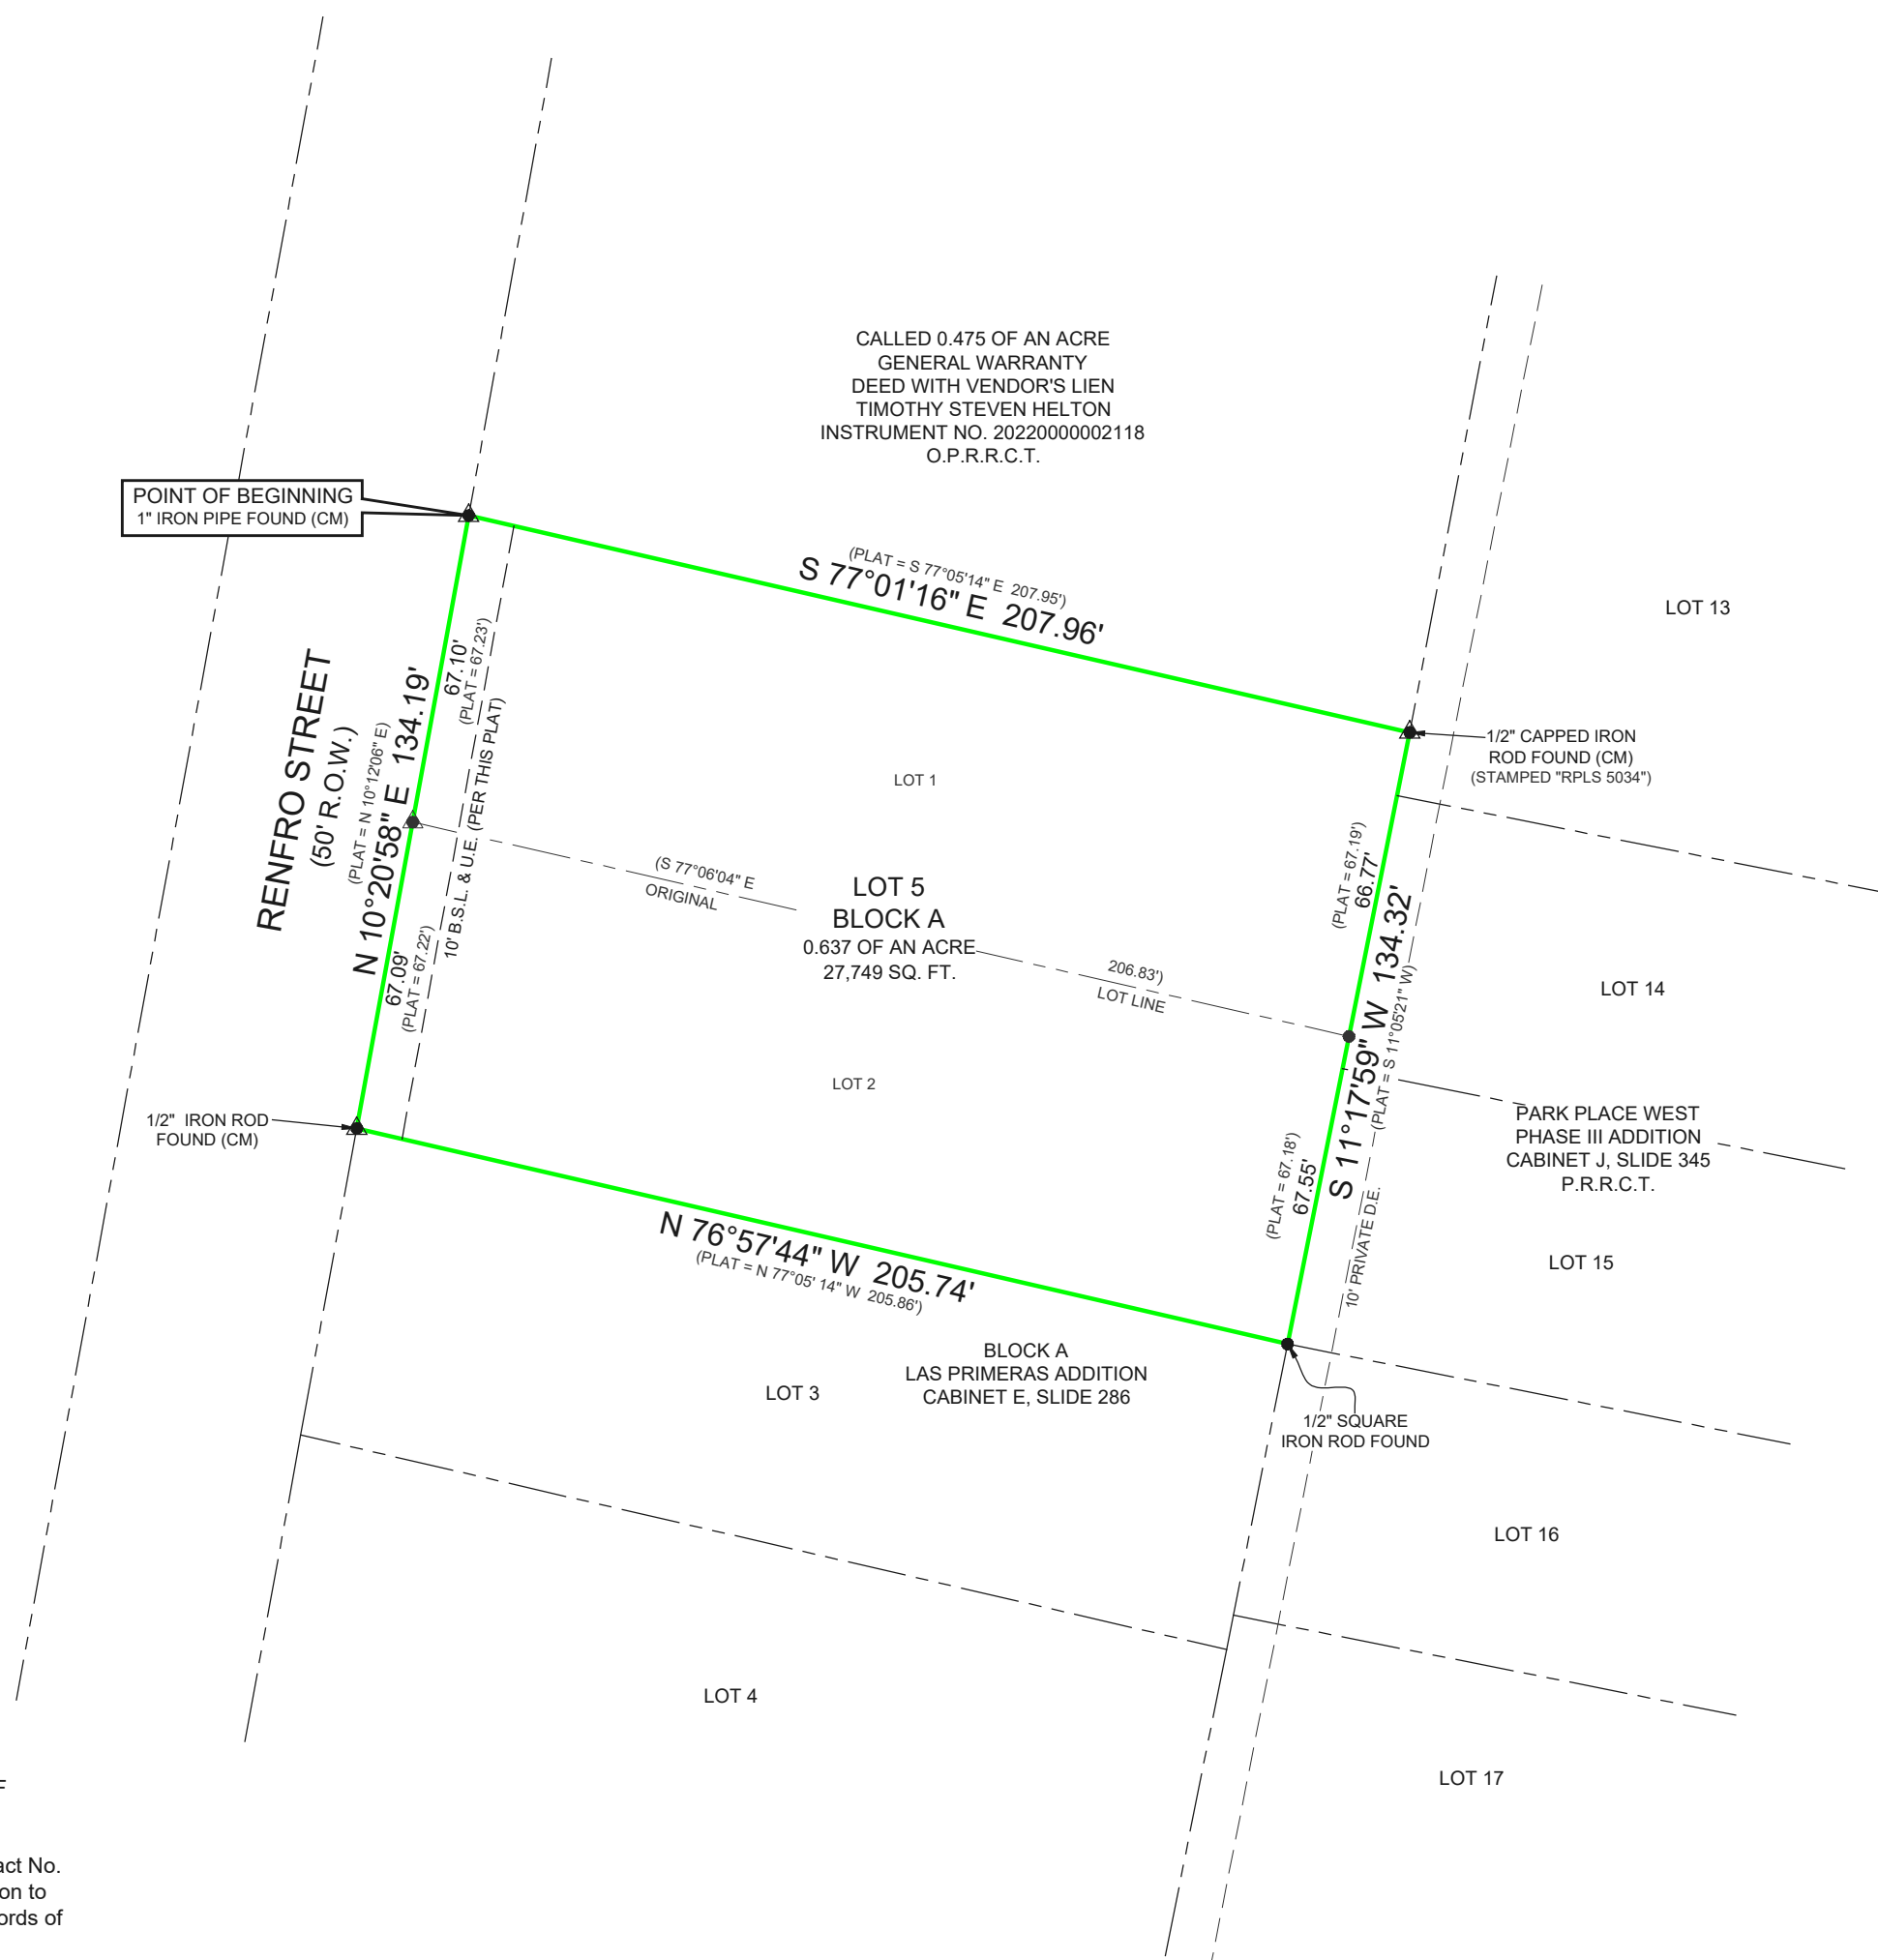 CALLED 0.475 OF AN ACRE
GENERAL WARRANTY
DEED WITH VENDOR'S LIEN
TIMOTHY STEVEN HELTON
INSTRUMENT NO. 20220000002118
O.P.R.R.C.T.
POINT OF BEGINNING
1" IRON PIPE FOUND (CM)
(PLAT = S 77°05'14" E 207.95')
S 77°01'16" E 207.96'
LOT 13
1/2" CAPPED IRON
ROD FOUND (CM)
(STAMPED "RPLS 5034")
RENFRO STREET
(50' R.O.W.)
(PLAT = N 10°12'06" E)
N 10°20'58" E 134.19'
67.10'
(PLAT = 67.23')
67.09'
(PLAT = 67.22')
10' B.S.L. & U.E. (PER THIS PLAT)
LOT 1
(S 77°06'04" E
ORIGINAL
LOT 5
BLOCK A
0.637 OF AN ACRE
27,749 SQ. FT.
206.83')
LOT LINE
(PLAT = 67.19')
66.77'
S 11°17'59" W 134.32'
(PLAT = S 11°05'21" W)
LOT 14
LOT 2
(PLAT = 67.18')
67.55'
10' PRIVATE D.E.
PARK PLACE WEST
PHASE III ADDITION
CABINET J, SLIDE 345
P.R.R.C.T.
1/2" IRON ROD
FOUND (CM)
N 76°57'44" W 205.74'
(PLAT = N 77°05' 14" W 205.86')
LOT 15
BLOCK A
LAS PRIMERAS ADDITION
CABINET E, SLIDE 286
LOT 3
1/2" SQUARE
IRON ROD FOUND
LOT 16
LOT 4
LOT 17
act No.
on to
ords of